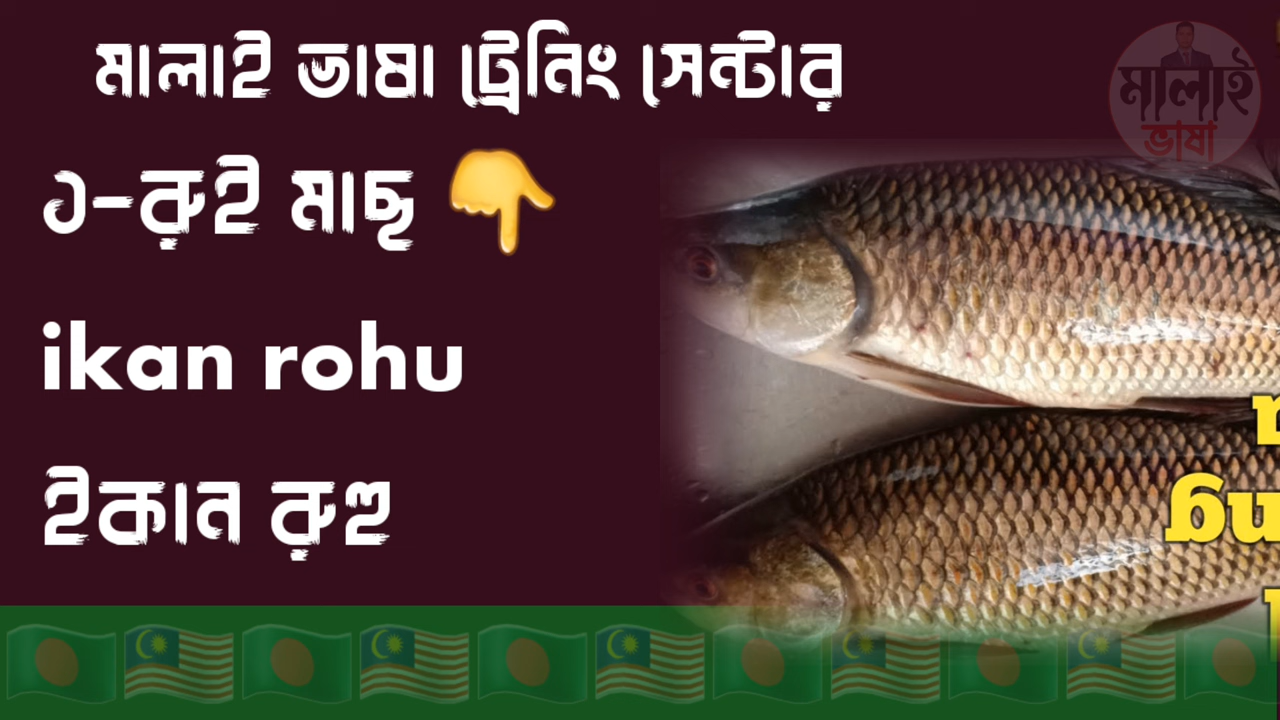 মালাই ভাষা ট্রেনিং সেন্টার
মালাই
ভাষা
১-রুই মাছ 👇
ikan rohu
ইকান রুহু